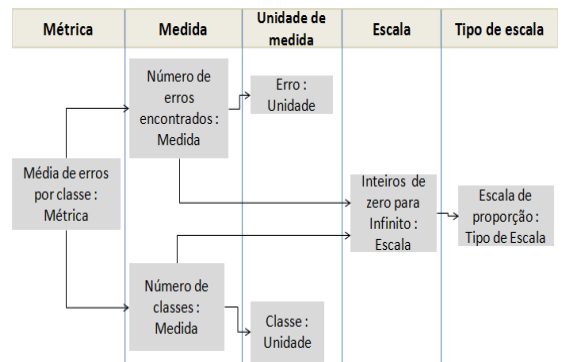 Métrica
Medida
Unidade de
medida
Escala
Tipo de escala
Número de
erros
encontrados :
Medida
Erro :
Unidade
Média de erros
por classe :
Métrica
Inteiros de
zero para
Infinito :
Escala
Escala de
proporção :
Tipo de Escala
Número de
classes :
Medida
Classe :
Unidade